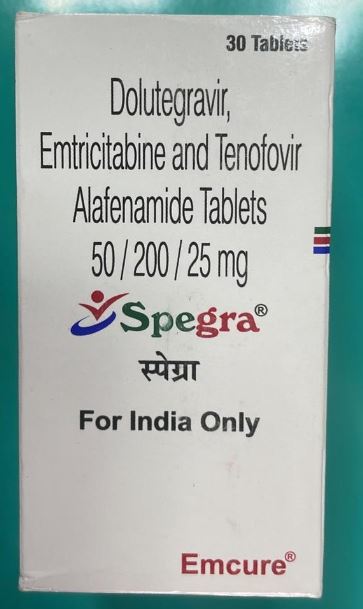 30 Tablets
Dolutegravir,
Emtricitabine and Tenofovir
Alafenamide Tablets
50 / 200 / 25 mg
Spegra®
स्पेग्रा
For India Only
Emcure®